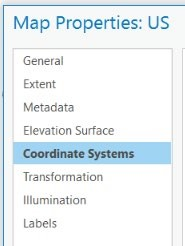 Map Properties: US
General
Extent
Metadata
Elevation Surface
Coordinate Systems
Transformation
Illumination
Labels